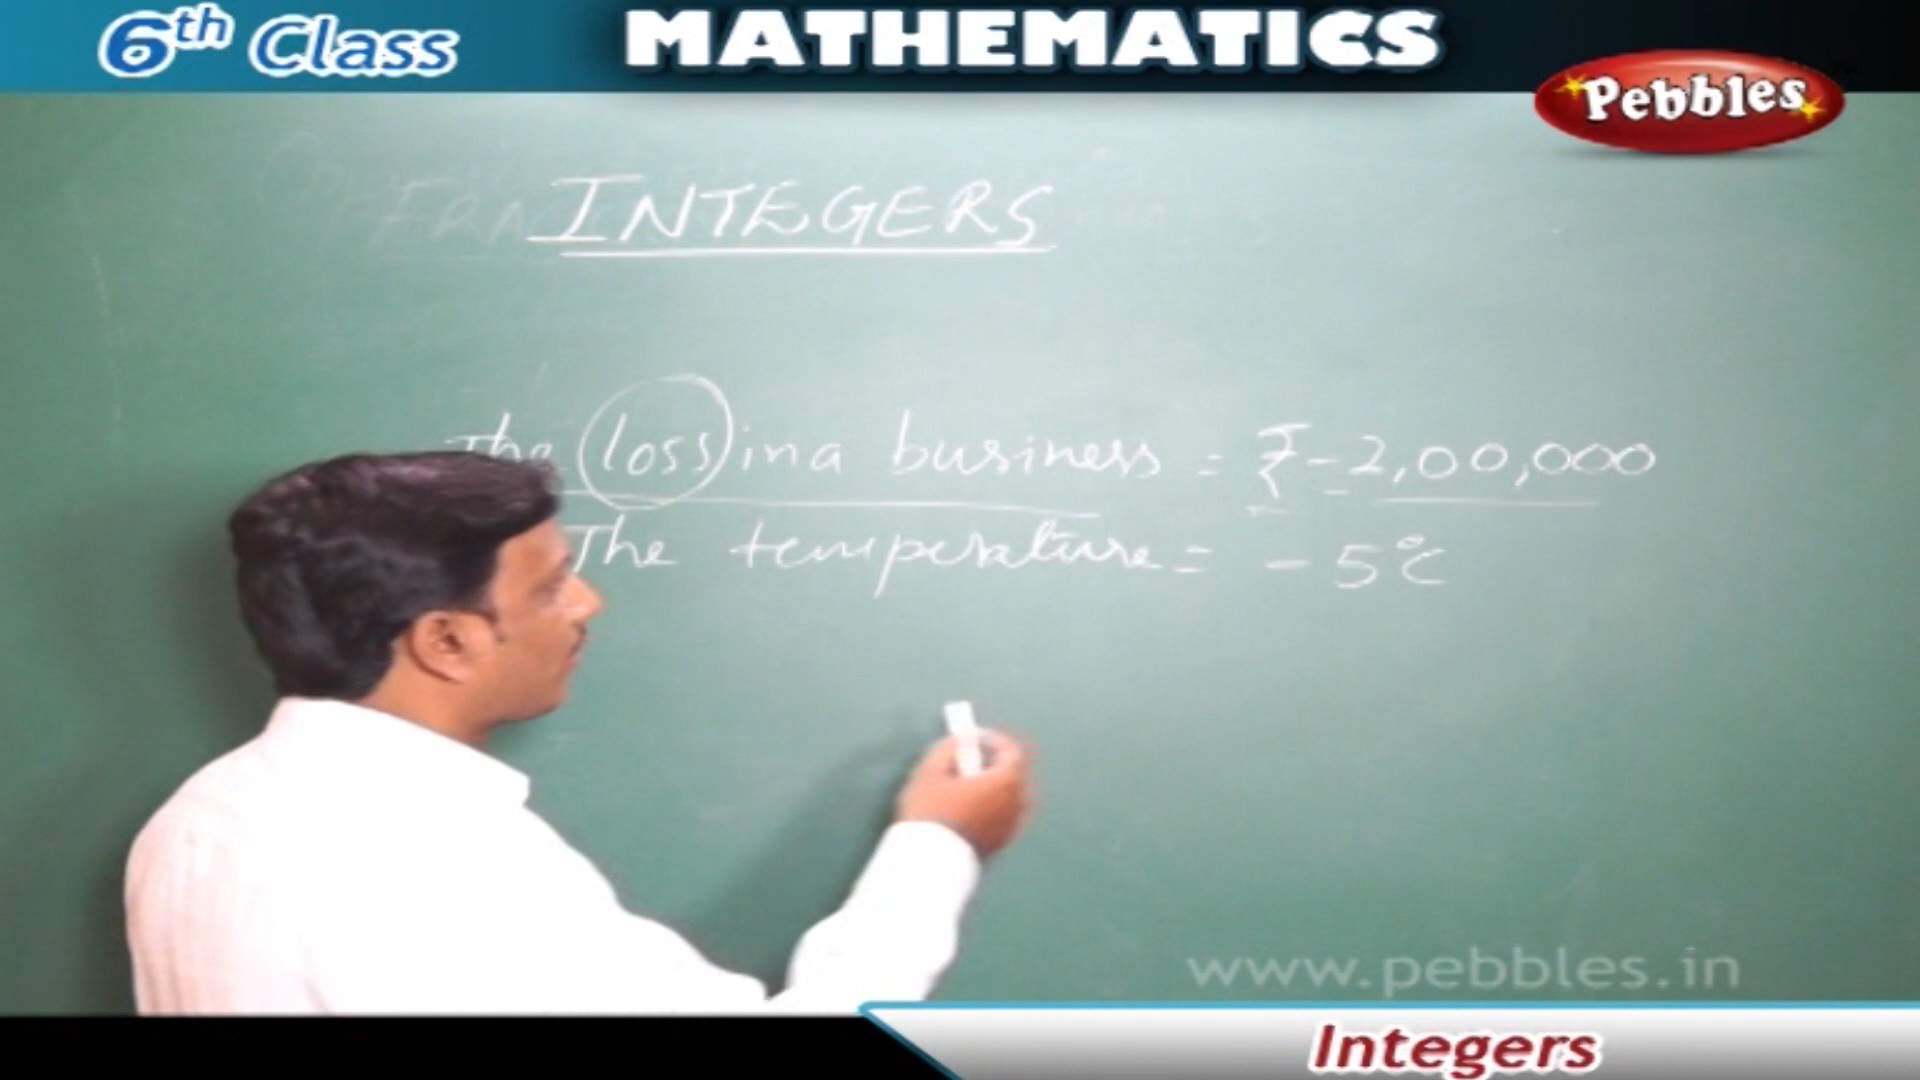 6th Class
MATHEMATICS
Pebbles
INTEGERS
The loss in a business = ₹ -2,00,000
The temperature = -5°C
www.pebbles.in
Integers